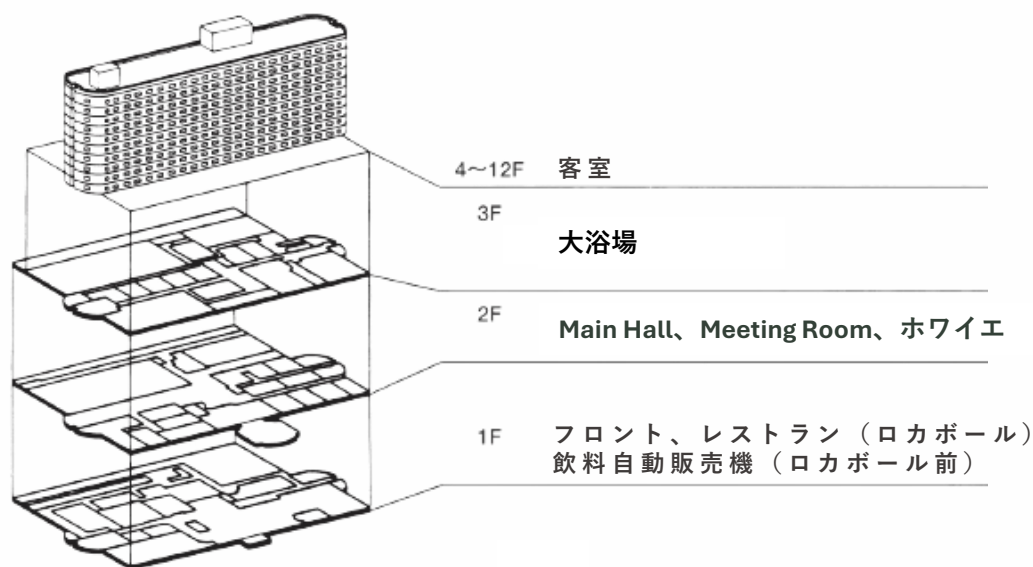 4～12F 客室
3F
大浴場
2F
Main Hall、Meeting Room、ホワイエ
1F フロント、レストラン（ロカボール）
飲料自動販売機（ロカボール前）